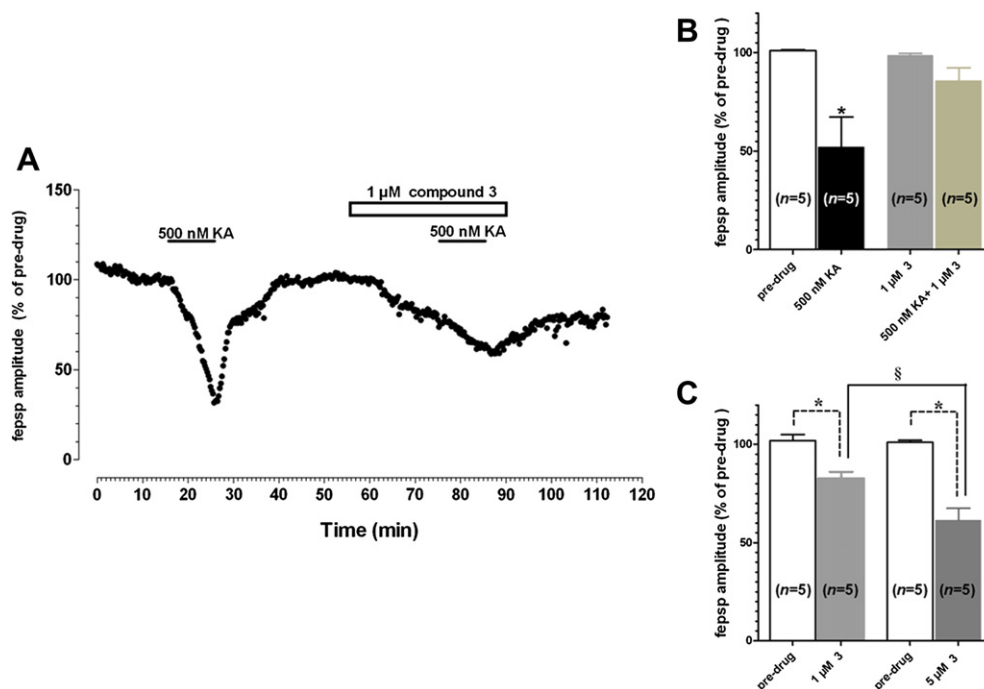 A
fepsp amplitude (% of pre-drug)
150
100
50
0
1 µM compound 3
500 nM KA
500 nM KA
0 10 20 30 40 50 60 70 80 90 100 110 120
Time (min)
B
fepsp amplitude (% of pre-drug)
100
50
0
*
(n=5) (n=5) (n=5) (n=5)
pre-drug
500 nM KA
1 µM 3
500 nM KA+ 1 µM 3
C
fepsp amplitude (% of pre-drug )
100
50
0
§
* *
(n=5) (n=5) (n=5) (n=5)
pre-drug
1 µM 3
pre-drug
5 µM 3